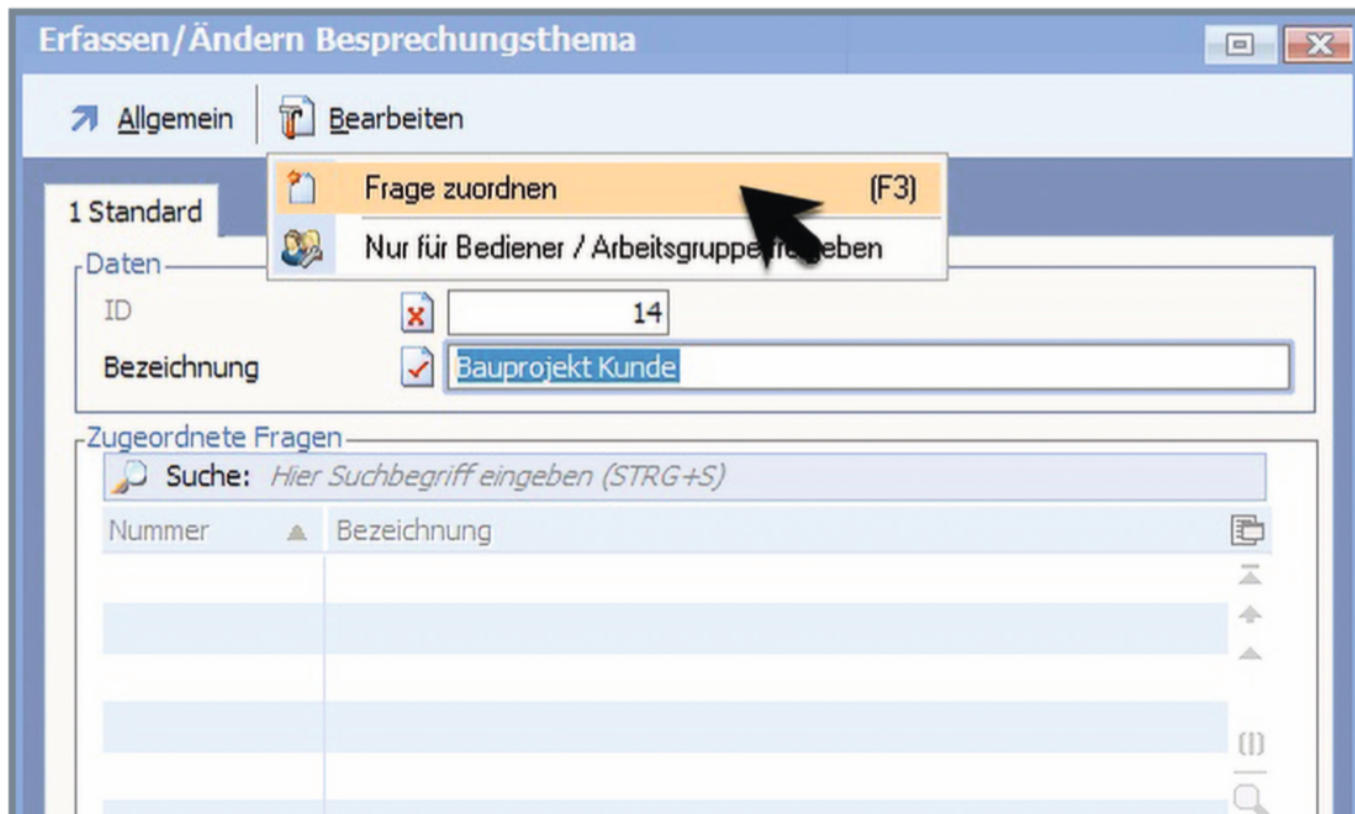 Erfassen/Ändern Besprechungsthema
Allgemein Bearbeiten
Frage zuordnen (F3)
1 Standard
Nur für Bediener / Arbeitsgruppe freigeben
Daten
ID 14
Bezeichnung Bauprojekt Kunde
Zugeordnete Fragen
Suche: Hier Suchbegriff eingeben (STRG+S)
Nummer Bezeichnung